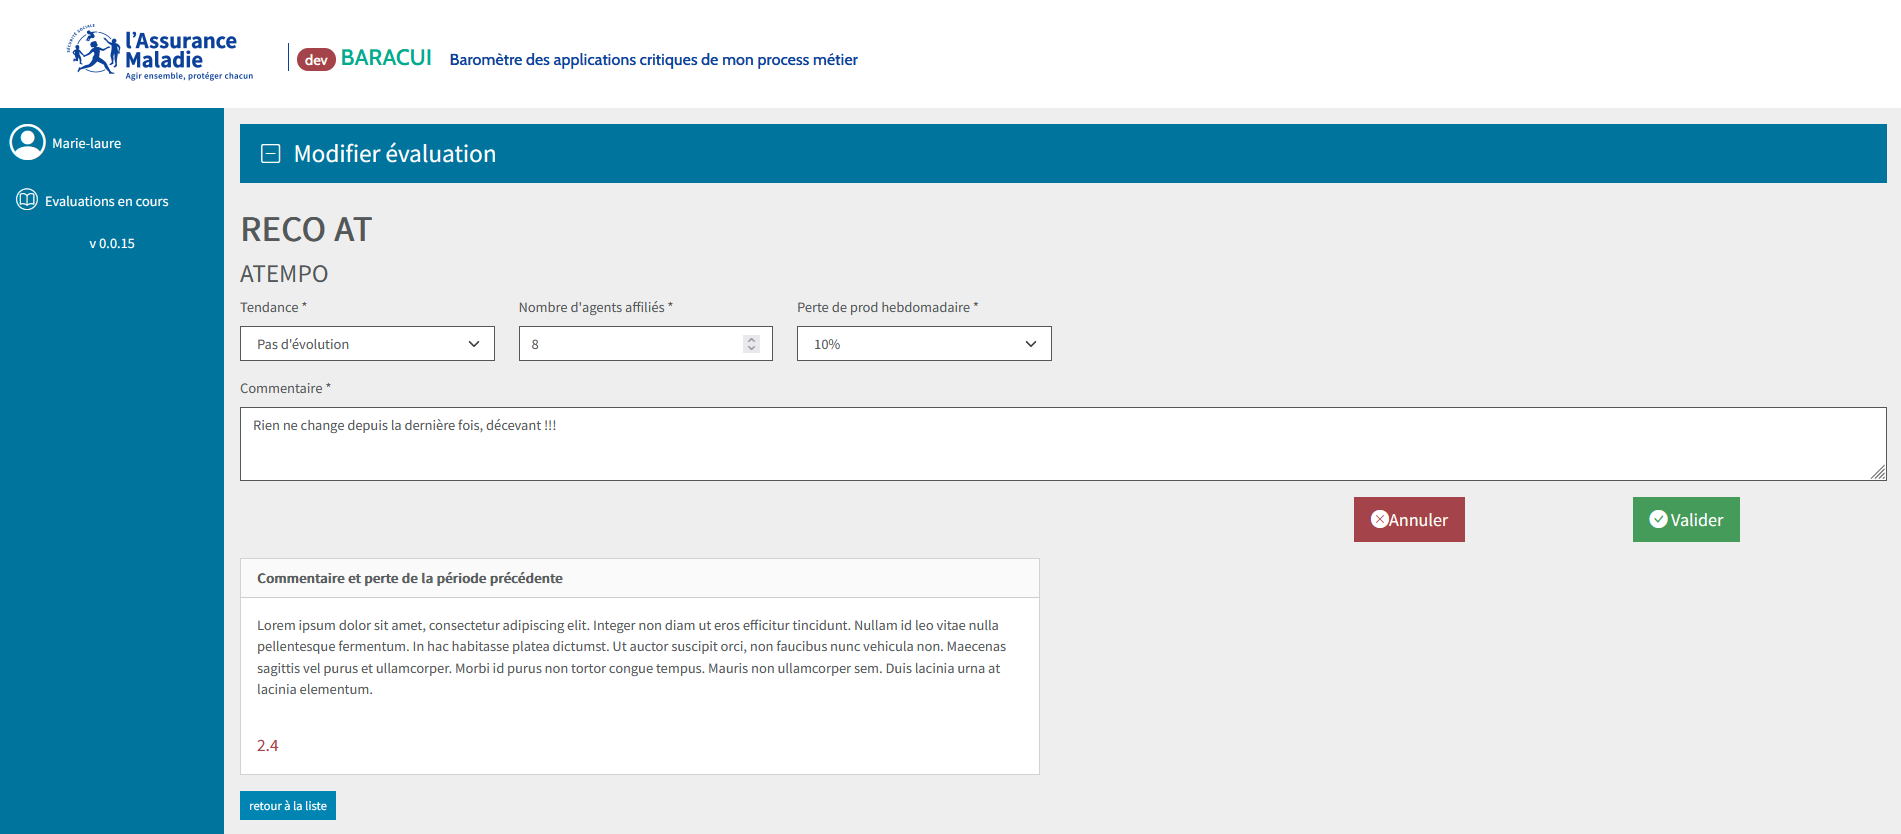 SÉCURITÉ SOCIALE
l'Assurance
Maladie
Agir ensemble, protéger chacun
dev BARACUI Baromètre des applications critiques de mon process métier
Marie-laure
Evaluations en cours
v 0.0.15
Modifier évaluation
RECO AT
ATEMPO
Tendance * Nombre d'agents affiliés * Perte de prod hebdomadaire *
Pas d'évolution 8 10%
Commentaire *
Rien ne change depuis la dernière fois, décevant !!!
Annuler Valider
Commentaire et perte de la période précédente
Lorem ipsum dolor sit amet, consectetur adipiscing elit. Integer non diam ut eros efficitur tincidunt. Nullam id leo vitae nulla
pellentesque fermentum. In hac habitasse platea dictumst. Ut auctor suscipit orci, non faucibus nunc vehicula non. Maecenas
sagittis vel purus et ullamcorper. Morbi id purus non tortor congue tempus. Mauris non ullamcorper sem. Duis lacinia urna at
lacinia elementum.
2.4
retour à la liste